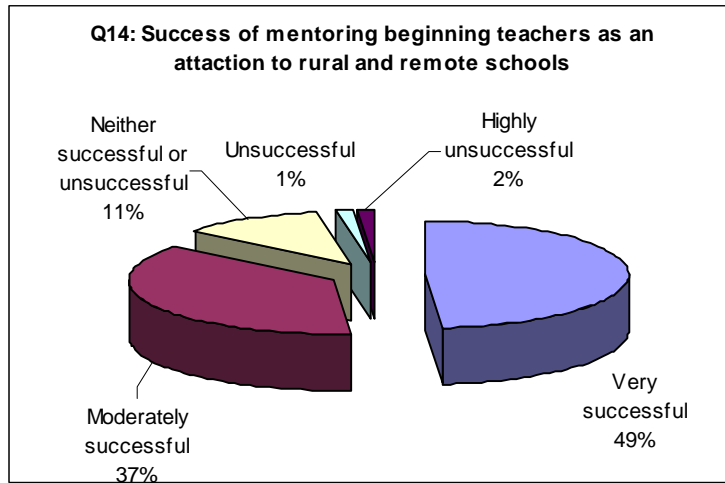 Q14: Success of mentoring beginning teachers as an
attaction to rural and remote schools
Neither
successful or
unsuccessful
11%
Unsuccessful
1%
Highly
unsuccessful
2%
Moderately
successful
37%
Very
successful
49%